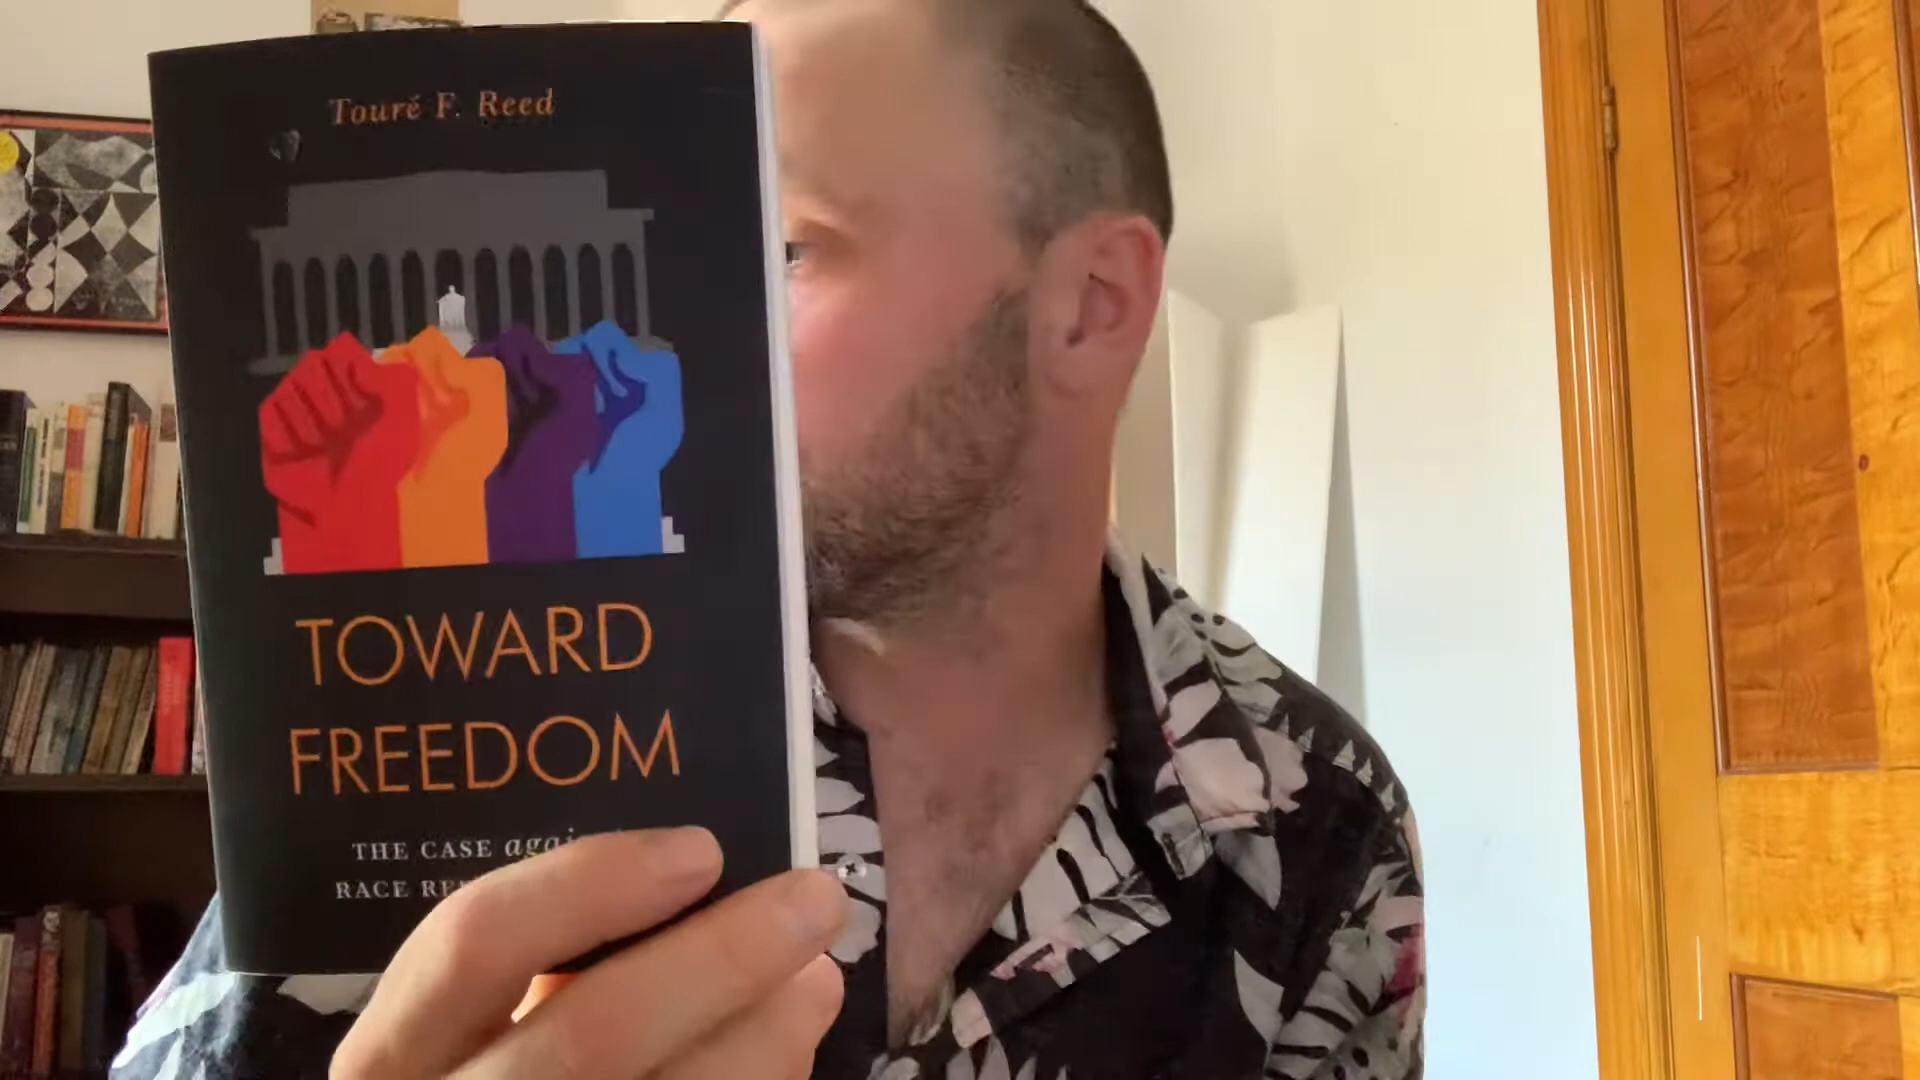 Touré F. Reed
TOWARD
FREEDOM
THE CASE
RACE